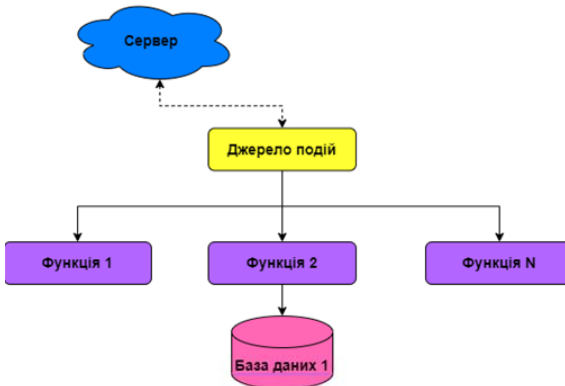 Сервер
Джерело подій
Функція 1
Функція 2
Функція N
База даних 1